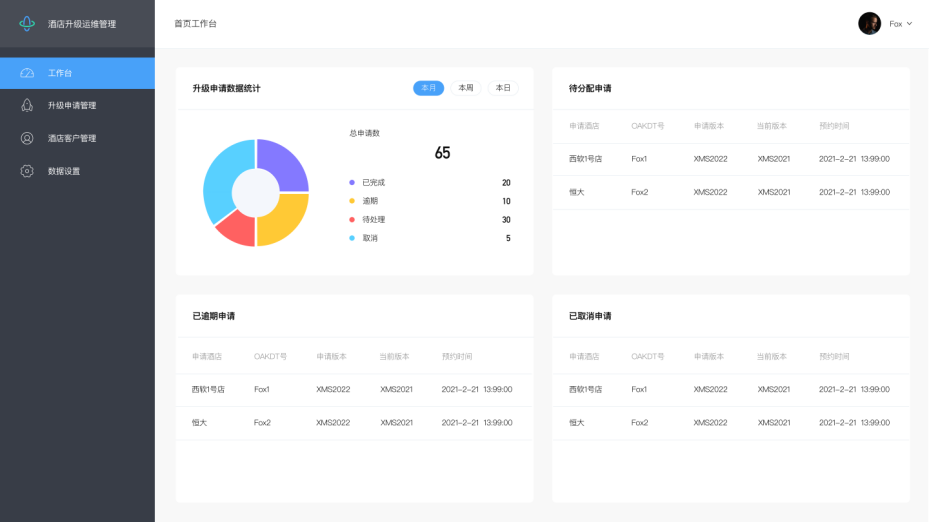 酒店升级运维管理
首页工作台
Fox
工作台
升级申请管理
酒店客户管理
数据设置
升级申请数据统计
本月 本周 本日
总申请数
65
已完成 20
逾期 10
待处理 30
取消 5
待分配申请
申请酒店 OAKDT号 申请版本 当前版本 预约时间
西软1号店 Fox1 XMS2022 XMS2021 2021-2-21 13:99:00
恒大 Fox2 XMS2022 XMS2021 2021-2-21 13:99:00
已逾期申请
申请酒店 OAKDT号 申请版本 当前版本 预约时间
西软1号店 Fox1 XMS2022 XMS2021 2021-2-21 13:99:00
恒大 Fox2 XMS2022 XMS2021 2021-2-21 13:99:00
已取消申请
申请酒店 OAKDT号 申请版本 当前版本 预约时间
西软1号店 Fox1 XMS2022 XMS2021 2021-2-21 13:99:00
恒大 Fox2 XMS2022 XMS2021 2021-2-21 13:99:00